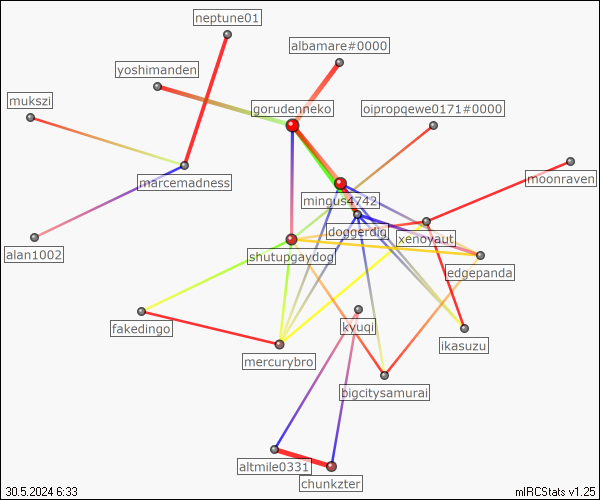 neptune01
albamare#0000
yoshimanden
mukszi
gorudenneko
oipropqewe0171#0000
moonraven
marcemadness
mingus4742
doggerdig
xenoyaut
alan1002
shutupgaydog
edgepanda
fakedingo
kyuqi
ikasuzu
mercurybro
bigcitysamurai
altmile0331
chunkzter
30.5.2024 6:33
mIRCStats v1.25